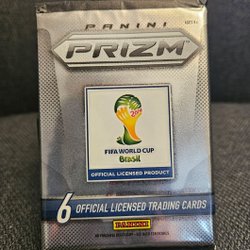 PANINI
PRIZM
FIFA WORLD CUP
Brasil
OFFICIAL LICENSED PRODUCT
6 OFFICIAL LICENSED TRADING CARDS
PANINI